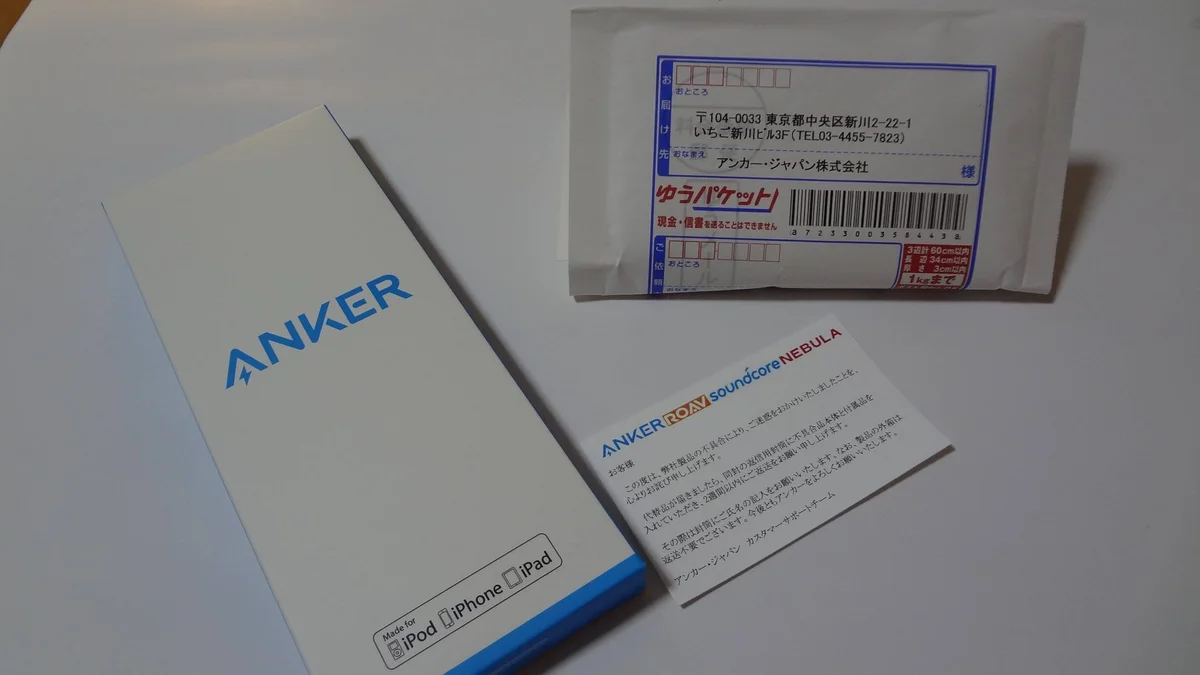 ANKER
Made for
iPod iPhone iPad
お届け先
おところ
〒104-0033 東京都中央区新川2-22-1
いちご新川ビル3F(TEL03-4455-7823)
おなまえ
アンカー・ジャパン株式会社
様
ゆうパケット
現金・信書を送ることはできません
87233003564438
ご依頼
おところ
おなまえ
3辺計 60cm以内
長辺 34cm以内
厚さ 3cm以内
1kgまで
ANKER ROAV soundcore NEBULA
お客様
この度は、弊社製品の不具合により、ご迷惑をおかけいたしましたことを、
心よりお詫び申し上げます。
代替品が届きましたら、同封の返信用封筒に不具合品本体と付属品を
入れていただき、2週間以内にご返送をお願い申し上げます。
その際は封筒にご氏名の記入をお願いいたします。なお、製品の外箱は
返送不要でございます。今後ともアンカーをよろしくお願いいたします。
アンカー・ジャパン カスタマーサポートチーム